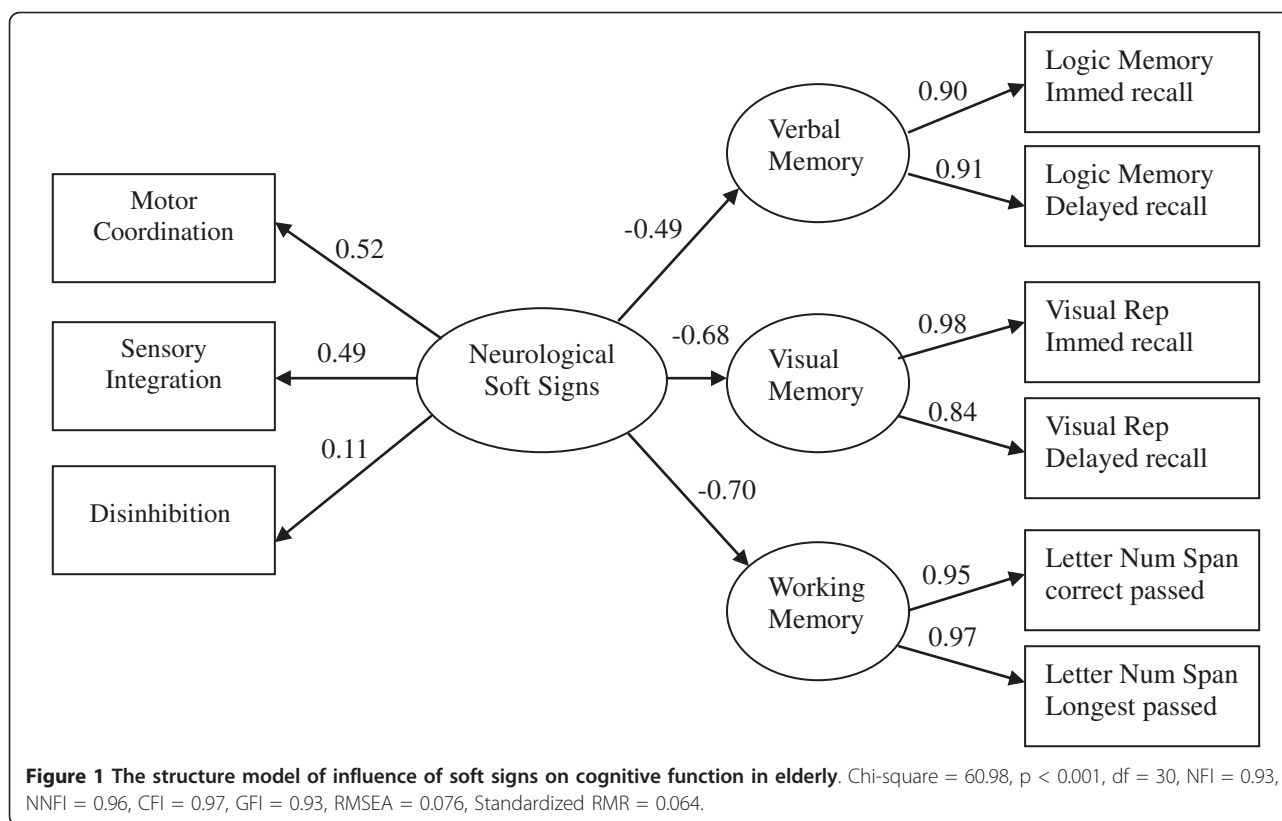 Motor
Coordination
Sensory
Integration
Disinhibition
0.52
0.49
0.11
Neurological
Soft Signs
-0.49
-0.68
-0.70
Verbal
Memory
Visual
Memory
Working
Memory
0.90
0.91
0.98
0.84
0.95
0.97
Logic Memory
Immed recall
Logic Memory
Delayed recall
Visual Rep
Immed recall
Visual Rep
Delayed recall
Letter Num Span
correct passed
Letter Num Span
Longest passed
Figure 1 The structure model of influence of soft signs on cognitive function in elderly. Chi-square = 60.98, p < 0.001, df = 30, NFI = 0.93,
NNFI = 0.96, CFI = 0.97, GFI = 0.93, RMSEA = 0.076, Standardized RMR = 0.064.